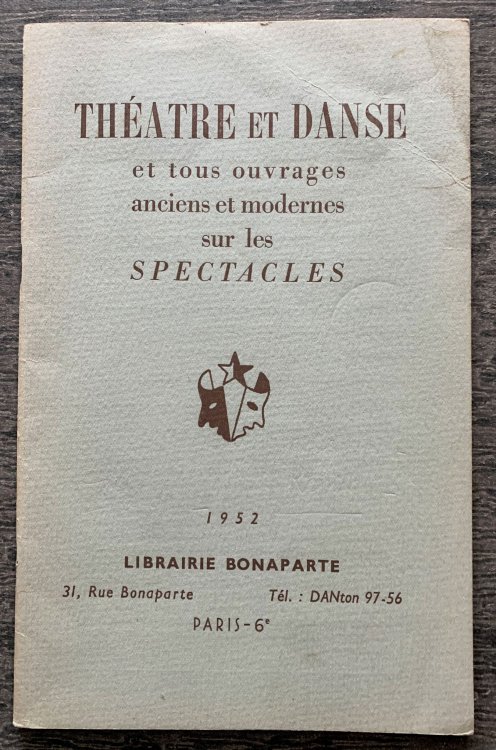 THÉATRE ET DANSE
et tous ouvrages
anciens et modernes
sur les
SPECTACLES
1952
LIBRAIRIE BONAPARTE
31, Rue Bonaparte Tél. : DANton 97-56
PARIS-6e